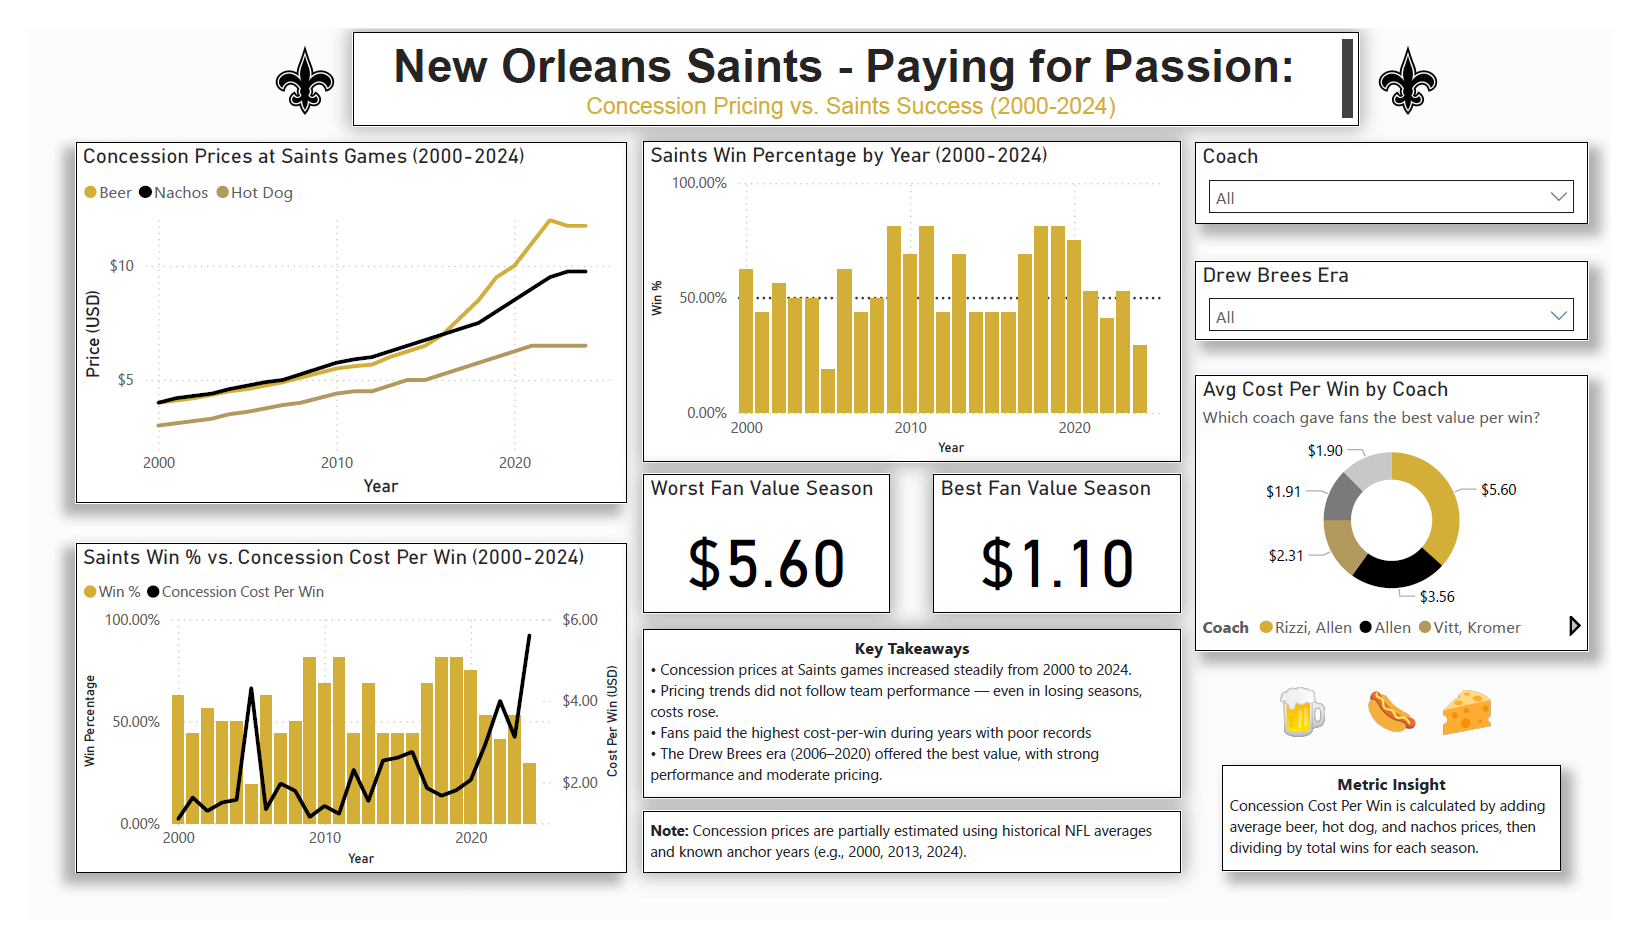 New Orleans Saints - Paying for Passion:
Concession Pricing vs. Saints Success (2000-2024)
Concession Prices at Saints Games (2000-2024)
Beer Nachos Hot Dog
$10
$5
Price (USD)
2000 2010 2020
Year
Saints Win Percentage by Year (2000-2024)
100.00%
50.00%
0.00%
Win %
2000 2010 2020
Year
Coach
All
Drew Brees Era
All
Avg Cost Per Win by Coach
Which coach gave fans the best value per win?
$1.90
$1.91
$5.60
$2.31
$3.56
Coach Rizzi, Allen Allen Vitt, Kromer
Worst Fan Value Season
$5.60
Best Fan Value Season
$1.10
Saints Win % vs. Concession Cost Per Win (2000-2024)
Win % Concession Cost Per Win
100.00%
50.00%
0.00%
Win Percentage
$6.00
$4.00
$2.00
Cost Per Win (USD)
2000 2010 2020
Year
Key Takeaways
• Concession prices at Saints games increased steadily from 2000 to 2024.
• Pricing trends did not follow team performance — even in losing seasons,
costs rose.
• Fans paid the highest cost-per-win during years with poor records
• The Drew Brees era (2006–2020) offered the best value, with strong
performance and moderate pricing.
Note: Concession prices are partially estimated using historical NFL averages
and known anchor years (e.g., 2000, 2013, 2024).
Metric Insight
Concession Cost Per Win is calculated by adding
average beer, hot dog, and nachos prices, then
dividing by total wins for each season.